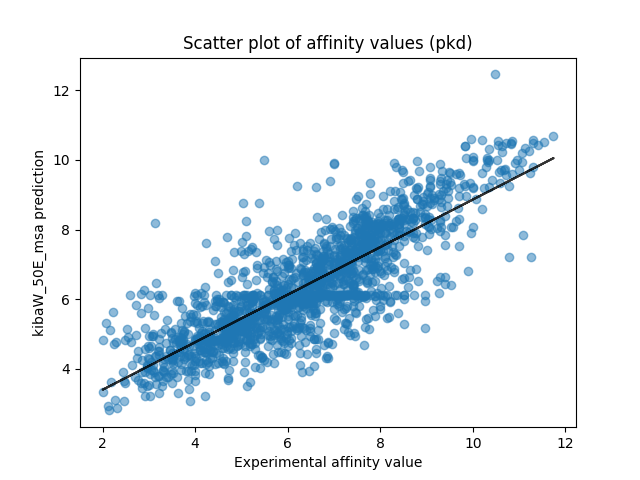 Scatter plot of affinity values (pkd)
12
10
8
6
4
kibaW_50E_msa prediction
2 4 6 8 10 12
Experimental affinity value